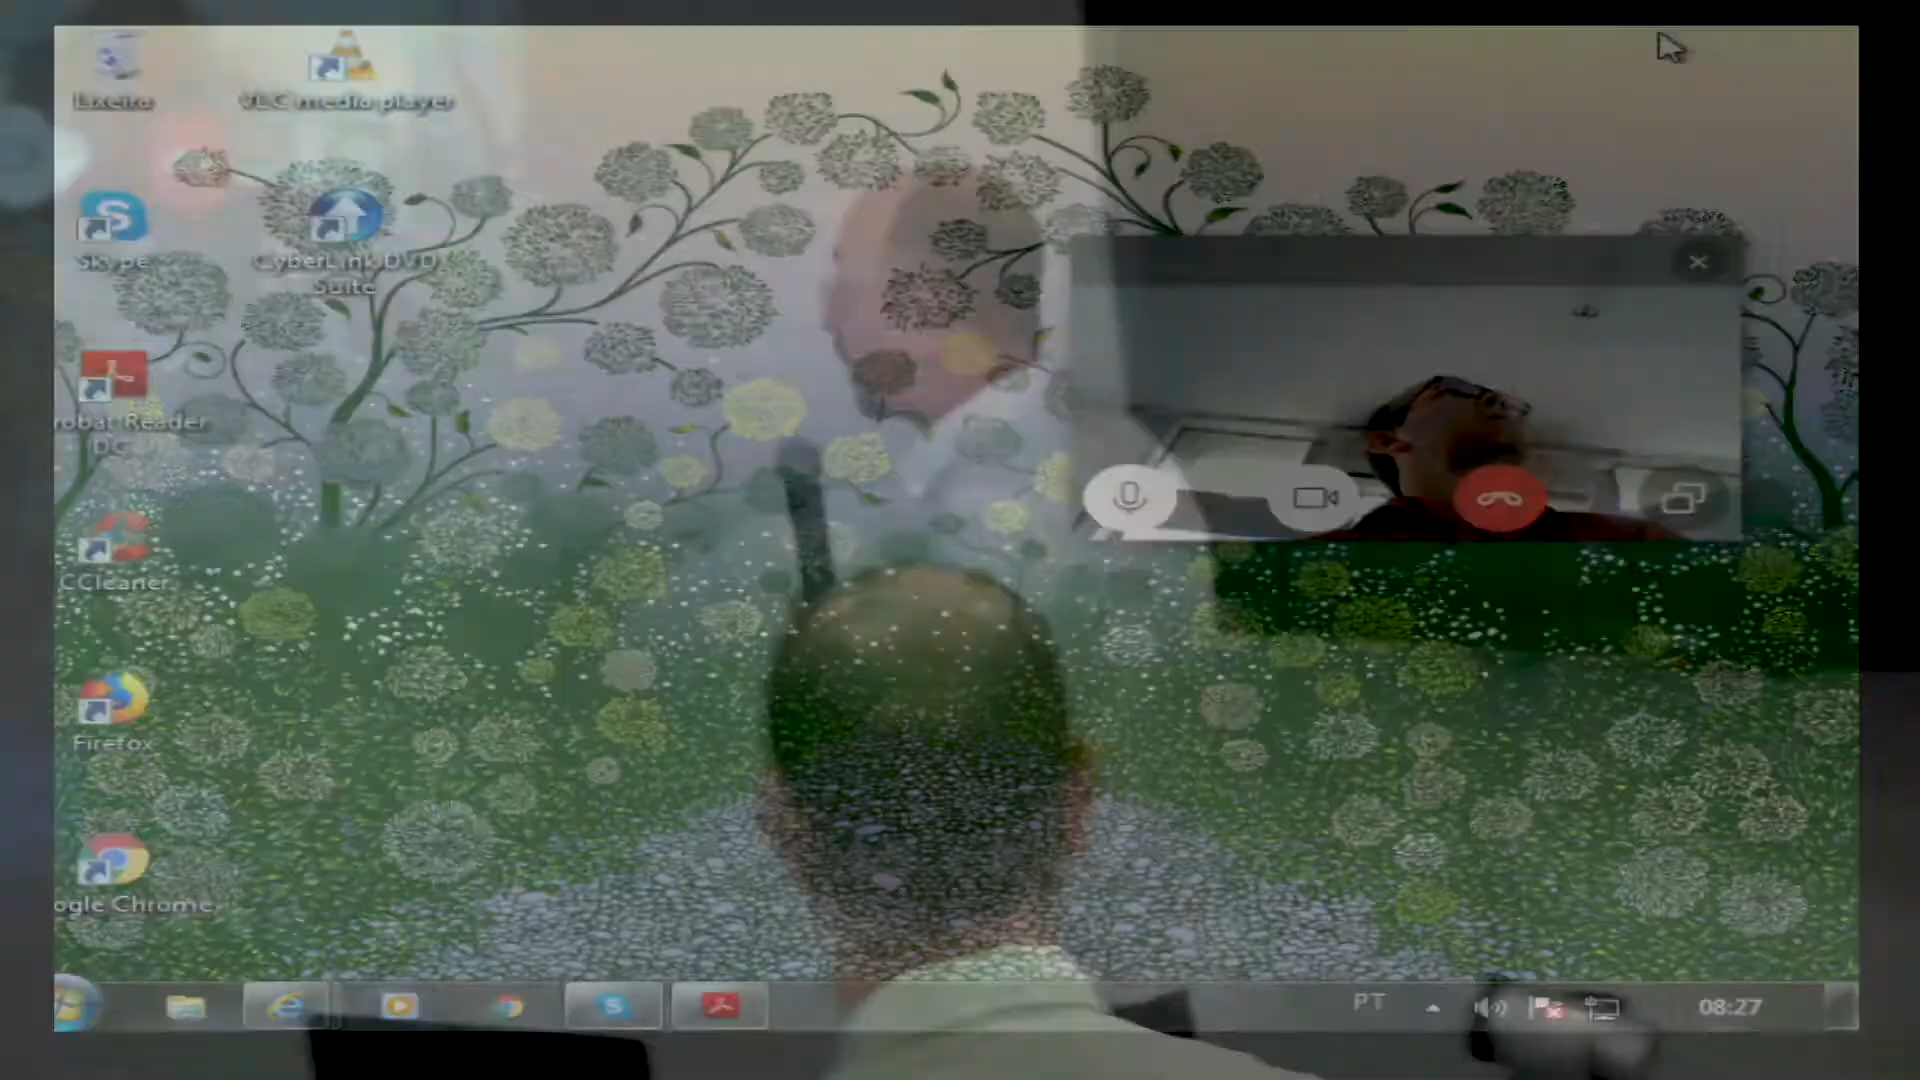 Lixeira
VLC media player
Skype
CyberLink DVD
Suite
robat Reader
DC
CCleaner
Firefox
ogle Chrome
PT
08:27